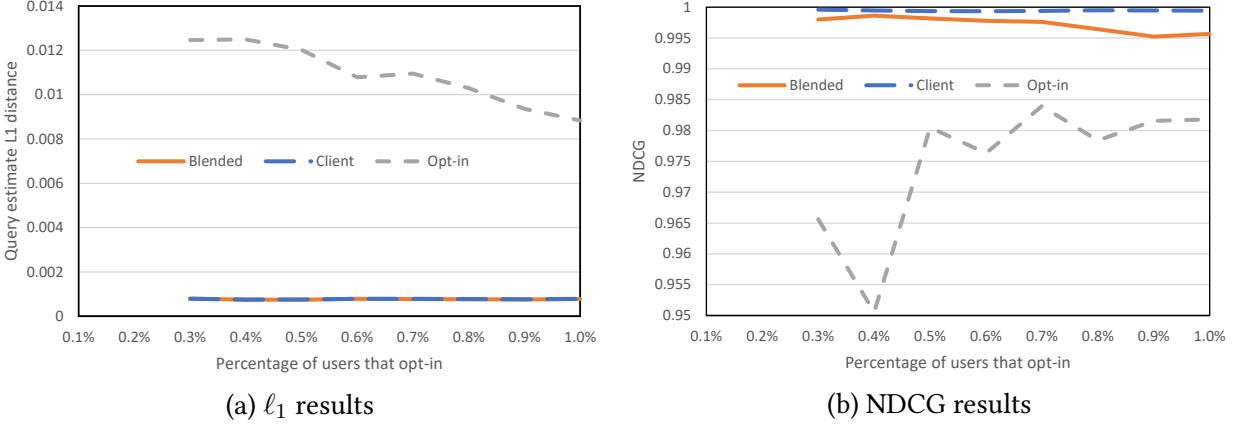 0.014
0.012
0.01
0.008
0.006
0.004
0.002
0
Query estimate L1 distance
Blended Client Opt-in
0.1% 0.2% 0.3% 0.4% 0.5% 0.6% 0.7% 0.8% 0.9% 1.0%
Percentage of users that opt-in
(a) ℓ₁ results
1
0.995
0.99
0.985
0.98
0.975
0.97
0.965
0.96
0.955
0.95
NDCG
Blended Client Opt-in
0.1% 0.2% 0.3% 0.4% 0.5% 0.6% 0.7% 0.8% 0.9% 1.0%
Percentage of users that opt-in
(b) NDCG results